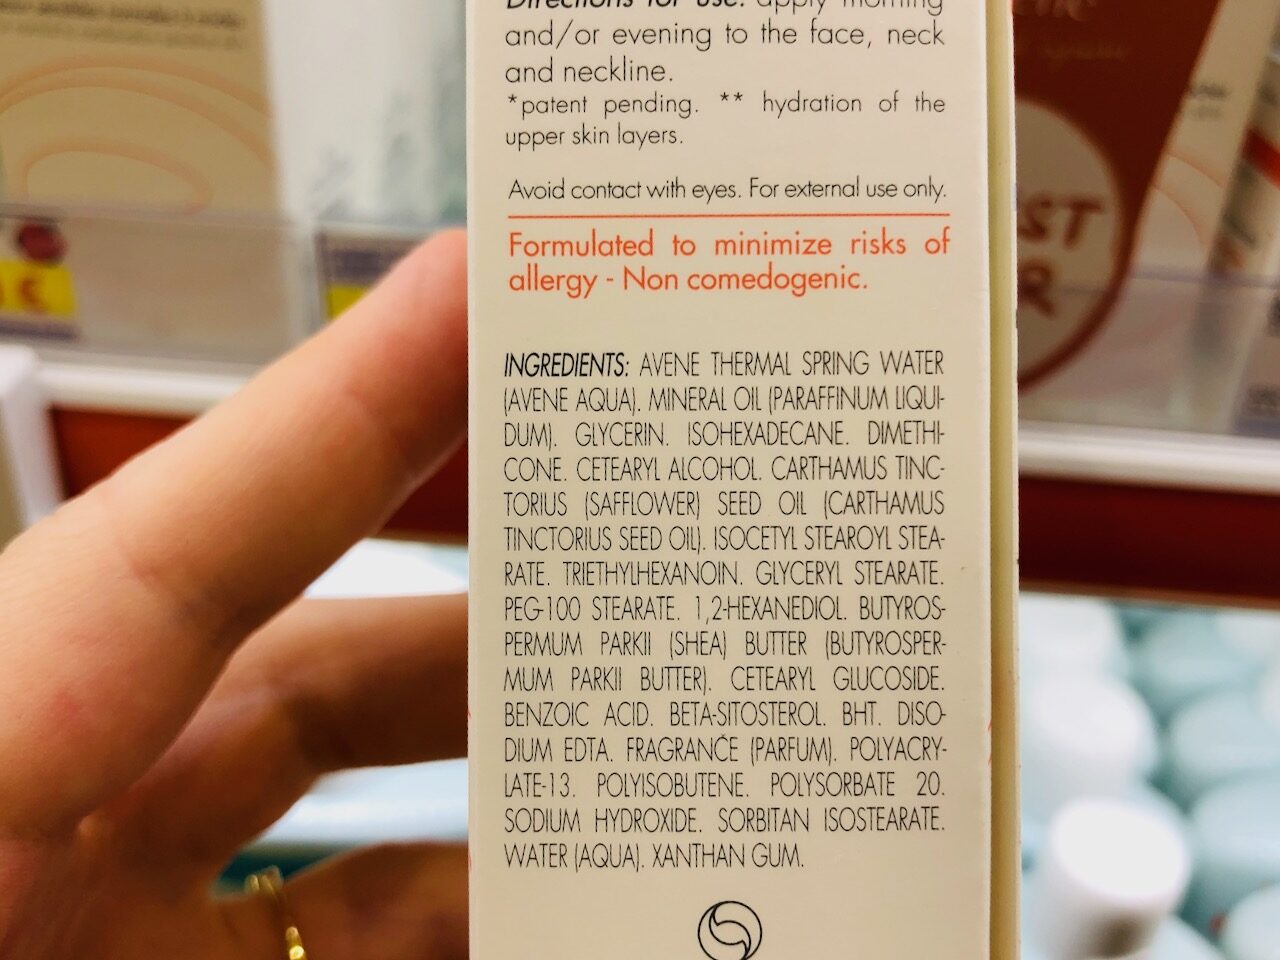 Directions for use: apply morning
and/or evening to the face, neck
and neckline.
*patent pending. ** hydration of the
upper skin layers.
Avoid contact with eyes. For external use only.
Formulated to minimize risks of
allergy - Non comedogenic.
INGREDIENTS: AVENE THERMAL SPRING WATER
(AVENE AQUA). MINERAL OIL (PARAFFINUM LIQUI-
DUM). GLYCERIN. ISOHEXADECANE. DIMETHI-
CONE. CETEARYL ALCOHOL. CARTHAMUS TINC-
TORIUS (SAFFLOWER) SEED OIL (CARTHAMUS
TINCTORIUS SEED OIL). ISOCETYL STEAROYL STEA-
RATE. TRIETHYLHEXANOIN. GLYCERYL STEARATE.
PEG-100 STEARATE. 1,2-HEXANEDIOL. BUTYROS-
PERMUM PARKII (SHEA) BUTTER (BUTYROSPER-
MUM PARKII BUTTER). CETEARYL GLUCOSIDE.
BENZOIC ACID. BETA-SITOSTEROL. BHT. DISO-
DIUM EDTA. FRAGRANCE (PARFUM). POLYACRY-
LATE-13. POLYISOBUTENE. POLYSORBATE 20.
SODIUM HYDROXIDE. SORBITAN ISOSTEARATE.
WATER (AQUA). XANTHAN GUM.
€